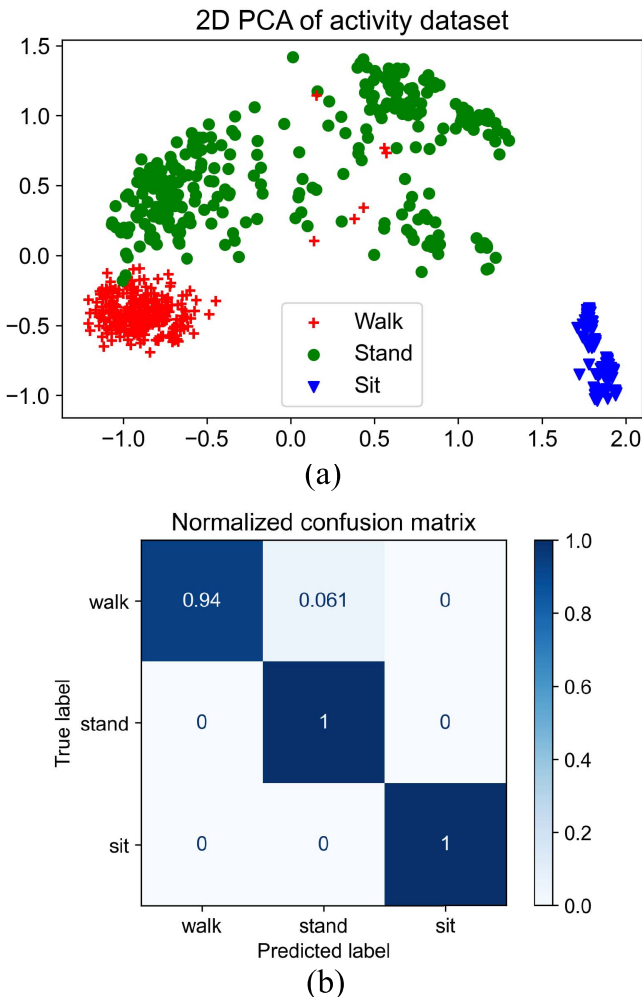 2D PCA of activity dataset
1.5
1.0
0.5
0.0
−0.5
−1.0
Walk
Stand
Sit
−1.0 −0.5 0.0 0.5 1.0 1.5 2.0
(a)
Normalized confusion matrix
True label
walk 0.94 0.061 0
stand 0 1 0
sit 0 0 1
walk stand sit
Predicted label
1.0
0.8
0.6
0.4
0.2
0.0
(b)